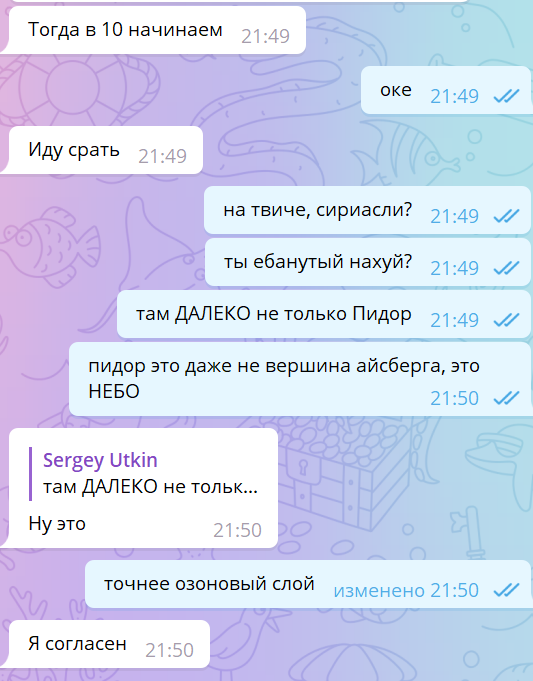 Тогда в 10 начинаем 21:49
оке 21:49
Иду срать 21:49
на твиче, сириасли? 21:49
ты ебанутый нахуй? 21:49
там ДАЛЕКО не только Пидор 21:49
пидор это даже не вершина айсберга, это
НЕБО 21:50
Sergey Utkin
там ДАЛЕКО не тольк...
Ну это 21:50
точнее озоновый слой изменено 21:50
Я согласен 21:50